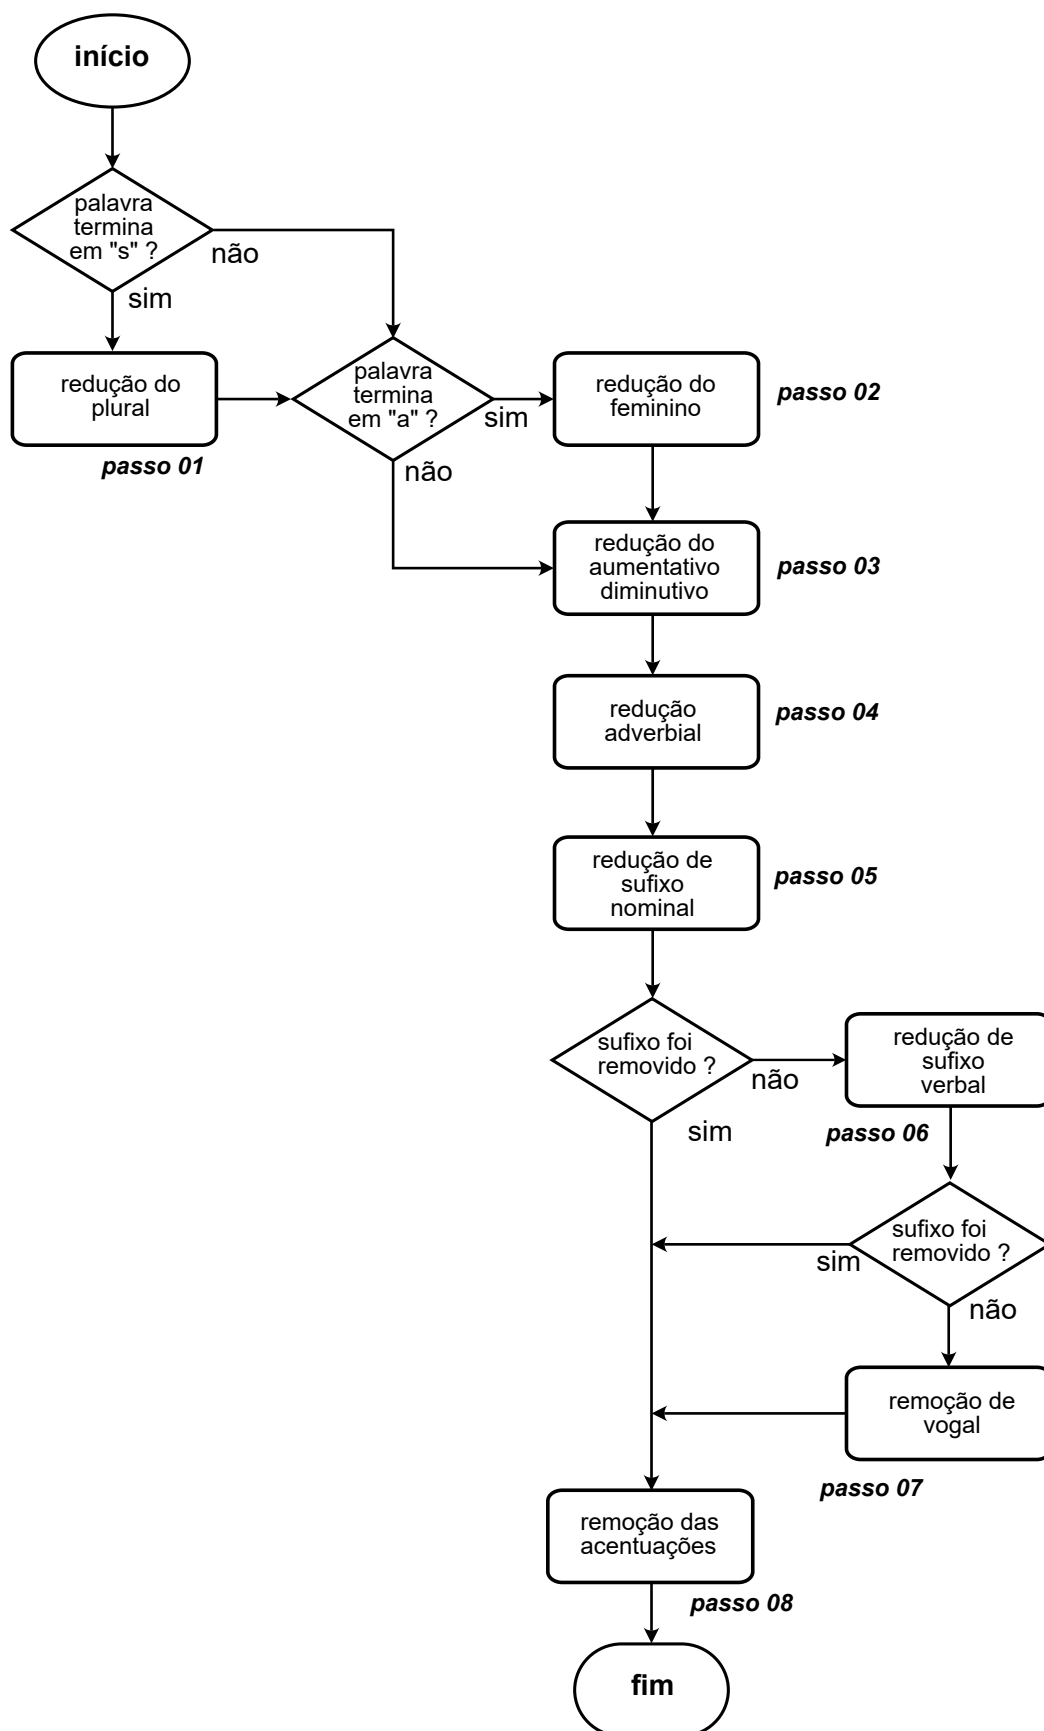 início
palavra
termina
em "s" ?
não
sim
redução do
plural
passo 01
palavra
termina
em "a" ?
sim
não
redução do
feminino
passo 02
redução do
aumentativo
diminutivo
passo 03
redução
adverbial
passo 04
redução de
sufixo
nominal
passo 05
sufixo foi
removido ?
não
sim
redução de
sufixo
verbal
passo 06
sufixo foi
removido ?
sim
não
remoção de
vogal
passo 07
remoção das
acentuações
passo 08
fim